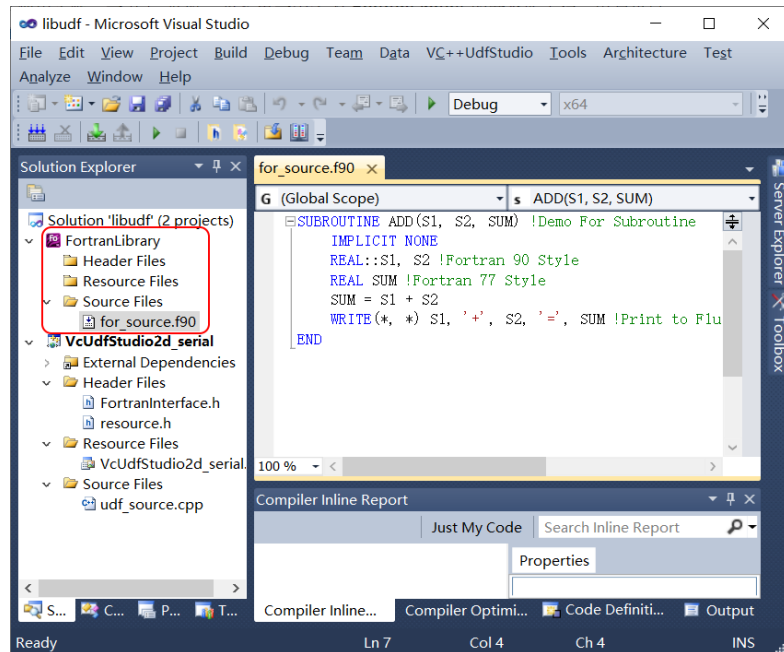 libudf - Microsoft Visual Studio
File Edit View Project Build Debug Team Data VC++UdfStudio Tools Architecture Test
Analyze Window Help
Debug x64
Solution Explorer
for_source.f90
(Global Scope) ADD(S1, S2, SUM)
Solution 'libudf' (2 projects)
FortranLibrary
Header Files
Resource Files
Source Files
for_source.f90
VcUdfStudio2d_serial
External Dependencies
Header Files
FortranInterface.h
resource.h
Resource Files
VcUdfStudio2d_serial.
Source Files
udf_source.cpp
SUBROUTINE ADD(S1, S2, SUM) !Demo For Subroutine
IMPLICIT NONE
REAL::S1, S2 !Fortran 90 Style
REAL SUM !Fortran 77 Style
SUM = S1 + S2
WRITE(*, *) S1, '+', S2, '=', SUM !Print to Flu
END
100 %
Compiler Inline Report
Just My Code Search Inline Report
Properties
Server Explorer
Toolbox
S... C... P... T...
Compiler Inline... Compiler Optimi... Code Definiti... Output
Ready Ln 7 Col 4 Ch 4 INS